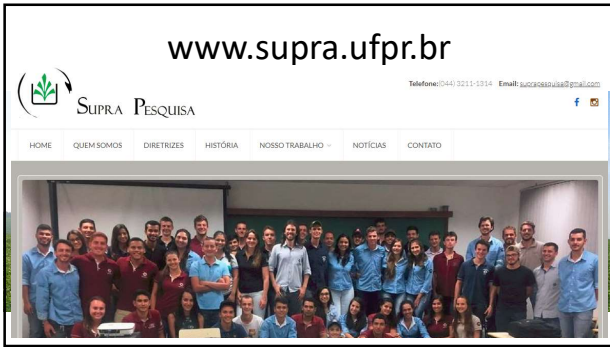 www.supra.ufpr.br
Telefone:(044) 3211-1314 Email: suprapesquisa@gmail.com
SUPRA PESQUISA
HOME QUEM SOMOS DIRETRIZES HISTÓRIA NOSSO TRABALHO NOTÍCIAS CONTATO